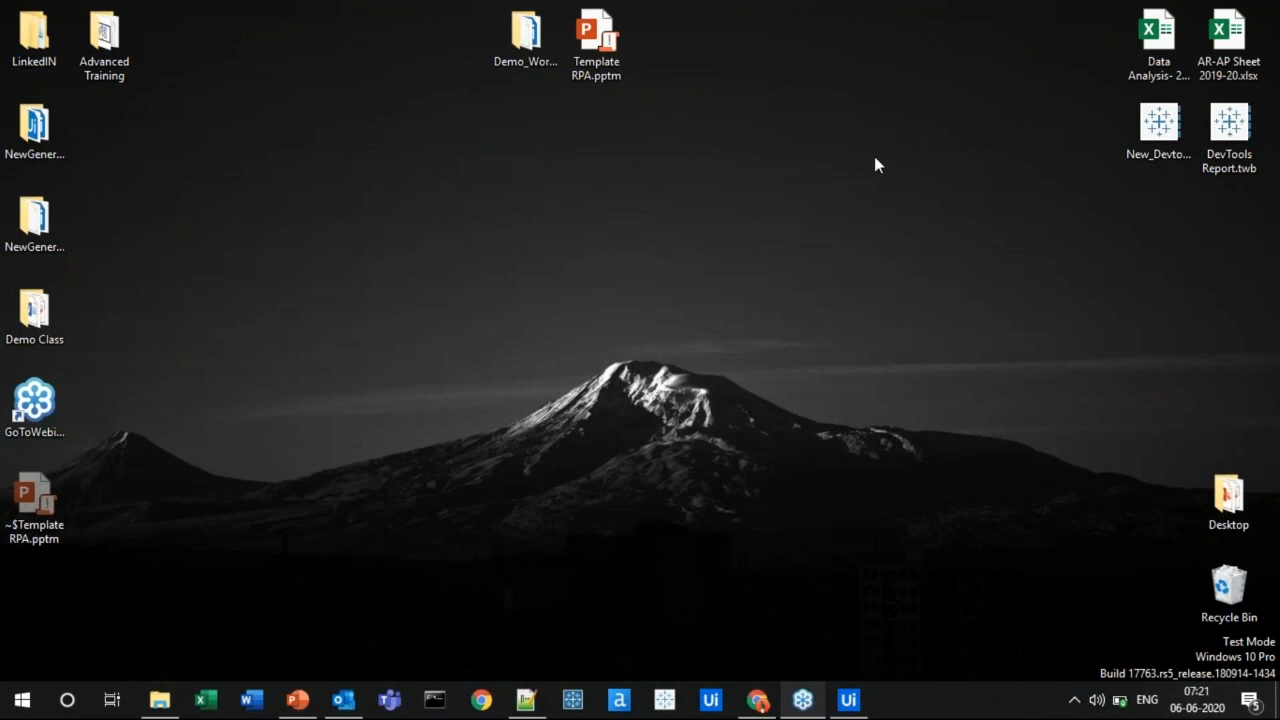 LinkedIN
Advanced
Training
Demo_Wor...
Template
RPA.pptm
Data
Analysis- 2...
AR-AP Sheet
2019-20.xlsx
NewGener...
New_Devto...
DevTools
Report.twb
NewGener...
Demo Class
GoToWebi...
~$Template
RPA.pptm
Desktop
Recycle Bin
Test Mode
Windows 10 Pro
Build 17763.rs5_release.180914-1434
ENG
07:21
06-06-2020
5